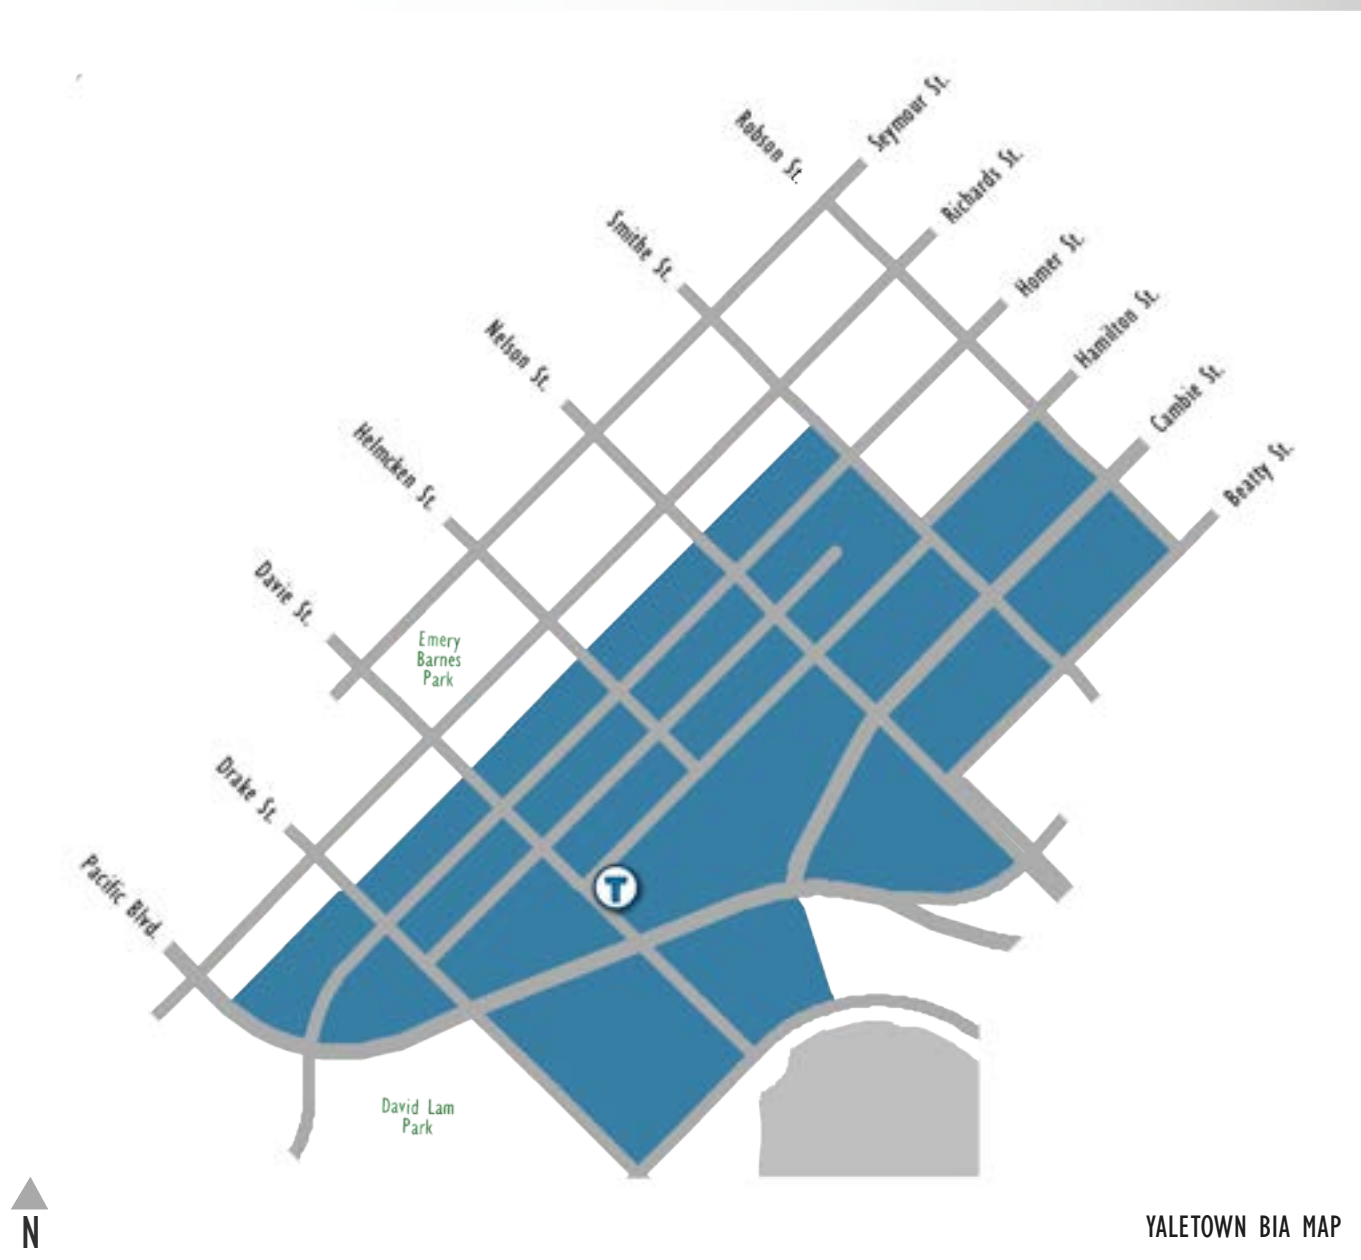 Seymour St.
Robson St.
Richards St.
Smithe St.
Homer St.
Hamilton St.
Nelson St.
Cambie St.
Helmcken St.
Beatty St.
Davie St.
Emery
Barnes
Park
Drake St.
Pacific Blvd.
T
David Lam
Park
N
YALETOWN BIA MAP